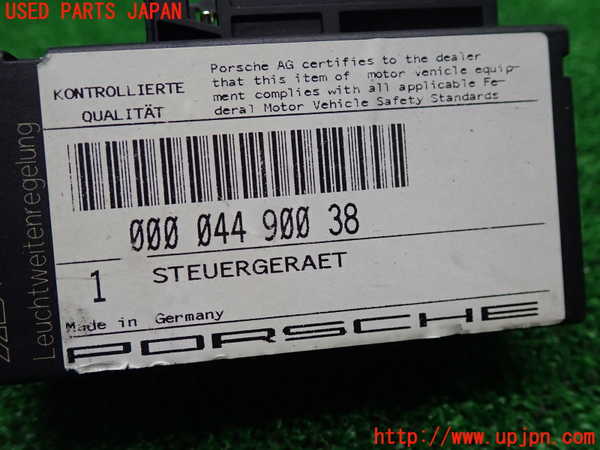 USED PARTS JAPAN
KONTROLLIERTE
QUALITÄT
Porsche AG certifies to the dealer
that this item of motor venicle equip-
ment complies with all applicable Fe-
deral Motor Vehicle Safety Standards
000 044 900 38
1
STEUERGERAET
Made in Germany
PORSCHE
Leuchtweitenregelung
(C)UPJ - www.upjpn.com